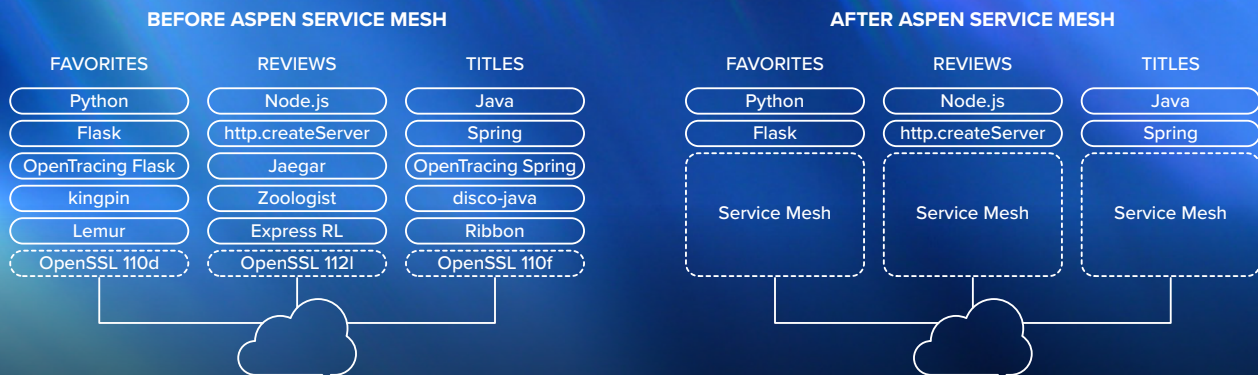 BEFORE ASPEN SERVICE MESH
FAVORITES
Python
Flask
OpenTracing Flask
kingpin
Lemur
OpenSSL 110d
REVIEWS
Node.js
http.createServer
Jaegar
Zoologist
Express RL
OpenSSL 112l
TITLES
Java
Spring
OpenTracing Spring
disco-java
Ribbon
OpenSSL 110f
AFTER ASPEN SERVICE MESH
FAVORITES
Python
Flask
Service Mesh
REVIEWS
Node.js
http.createServer
Service Mesh
TITLES
Java
Spring
Service Mesh